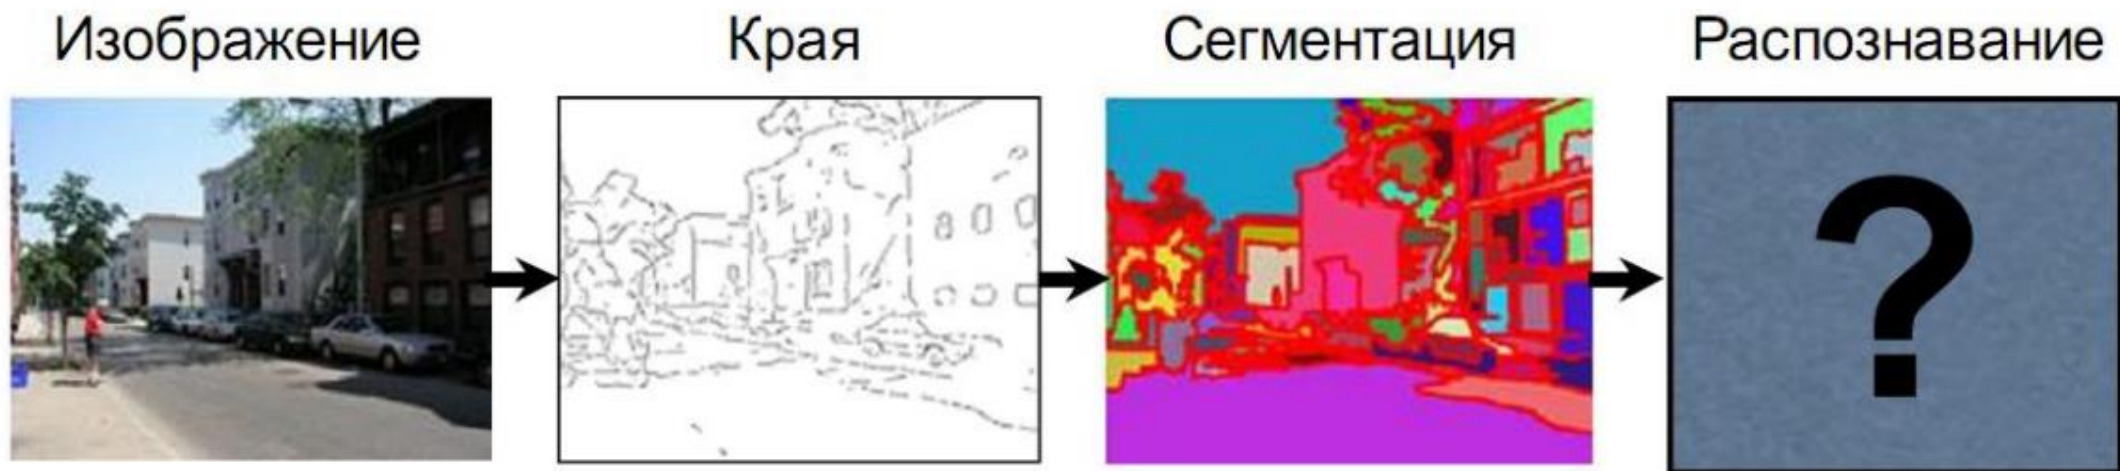 Изображение Края Сегментация Распознавание
?